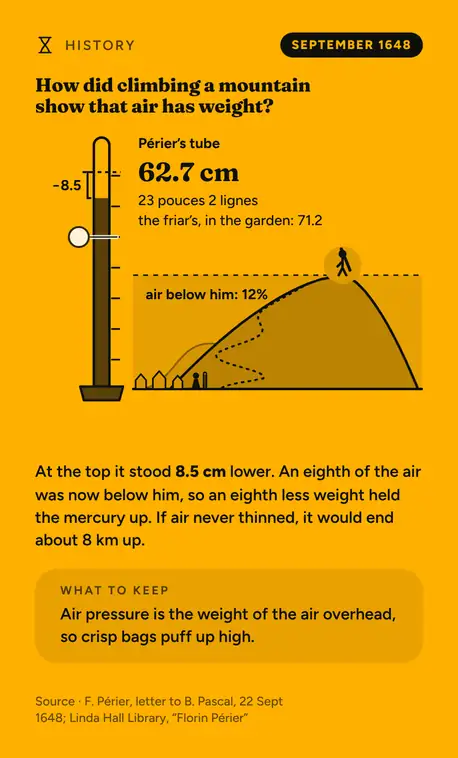 HISTORY
SEPTEMBER 1648
How did climbing a mountain
show that air has weight?
Périer’s tube
62.7 cm
23 pouces 2 lignes
the friar’s, in the garden: 71.2
−8.5
air below him: 12%
At the top it stood 8.5 cm lower. An eighth of the air
was now below him, so an eighth less weight held
the mercury up. If air never thinned, it would end
about 8 km up.
WHAT TO KEEP
Air pressure is the weight of the air overhead,
so crisp bags puff up high.
Source · F. Périer, letter to B. Pascal, 22 Sept
1648; Linda Hall Library, “Florin Périer”